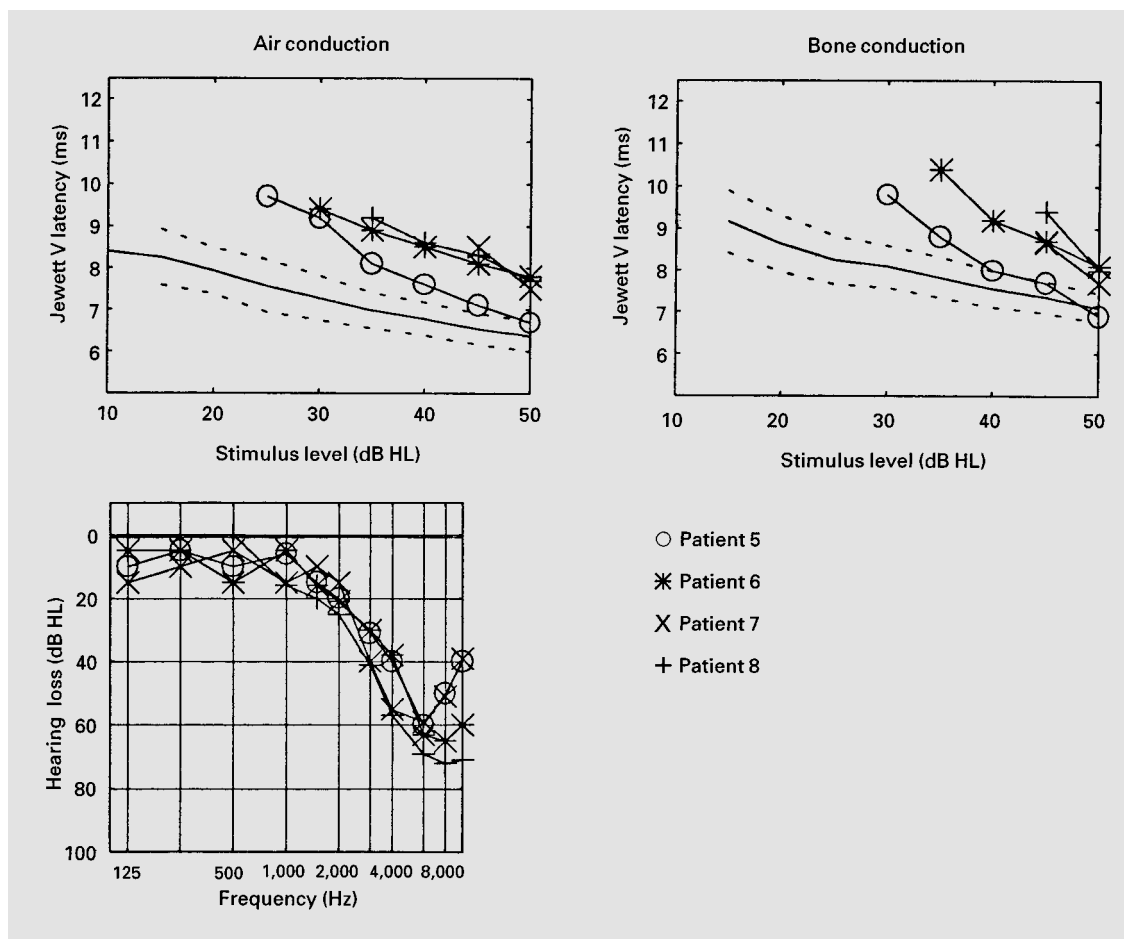 Air conduction
Jewett V latency (ms)
12
11
10
9
8
7
6
10 20 30 40 50
Stimulus level (dB HL)
Bone conduction
Jewett V latency (ms)
12
11
10
9
8
7
6
10 20 30 40 50
Stimulus level (dB HL)
Hearing loss (dB HL)
0
20
40
60
80
100
125 500 1,000 2,000 4,000 8,000
Frequency (Hz)
Patient 5
Patient 6
Patient 7
Patient 8